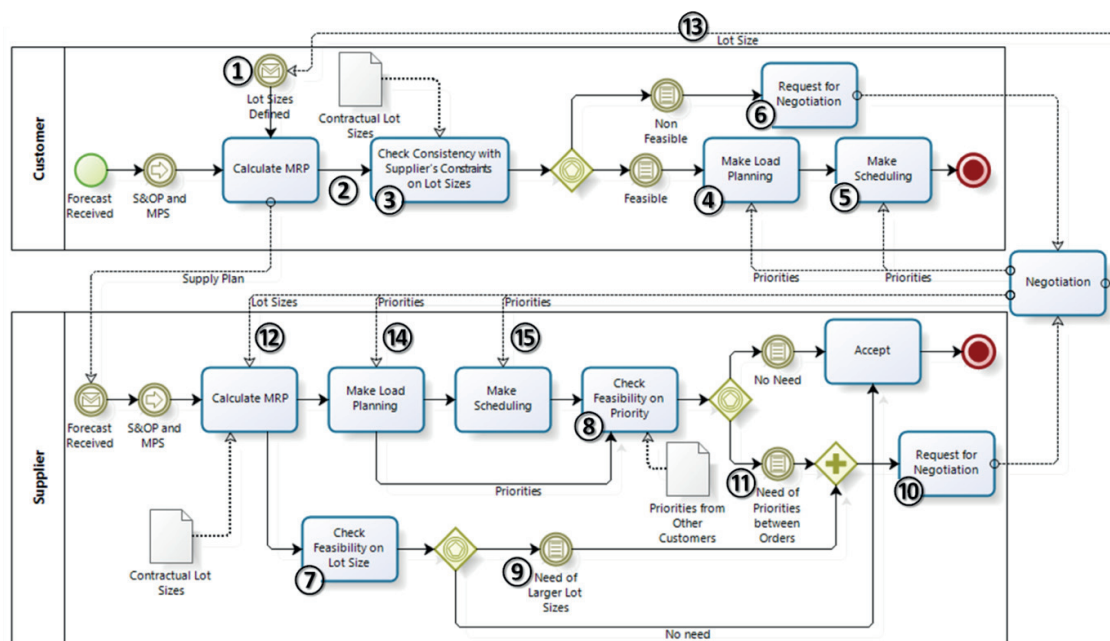 ⑬
Lot Size
Customer
①
Lot Sizes
Defined
Contractual Lot
Sizes
Request for
Negotiation
⑥
Non
Feasible
Forecast
Received
S&OP and
MPS
Calculate MRP
②
Check Consistency with
Supplier's Constraints
on Lot Sizes
③
Feasible
Make Load
Planning
④
Make
Scheduling
⑤
Supply Plan
Priorities
Priorities
Negotiation
Lot Sizes
Priorities
Priorities
Supplier
⑫
⑭
⑮
Forecast
Received
S&OP and
MPS
Calculate MRP
Make Load
Planning
Make
Scheduling
Check
Feasibility on
Priority
⑧
No Need
Accept
Priorities
Priorities from
Other
Customers
⑪
Need of
Priorities
between
Orders
Request for
Negotiation
⑩
Contractual Lot
Sizes
Check
Feasibility on
Lot Size
⑦
⑨
Need of
Larger Lot
Sizes
No need